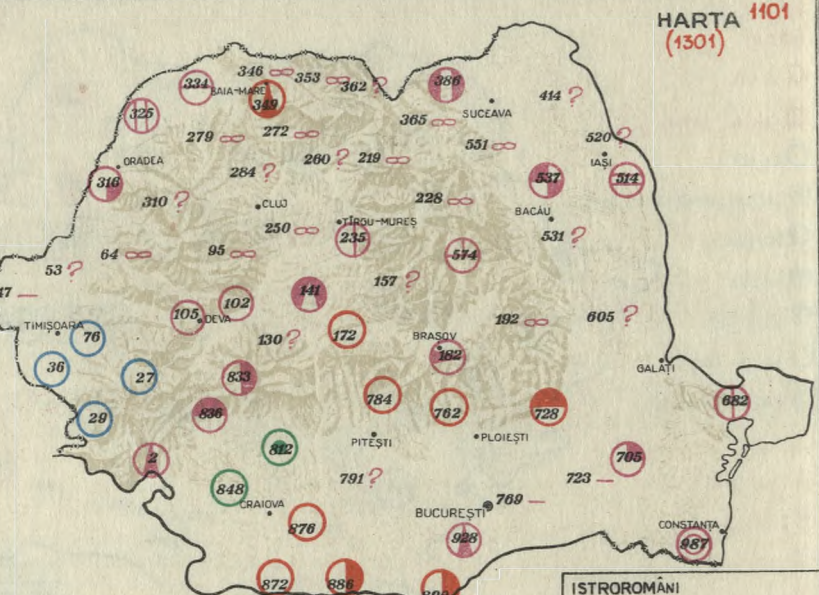 HARTA 1101
(1301)
346 353 362 ? 386
334 BAIA-MARE 349
414 ?
325
SUCEAVA
365
279 272
520 ?
551
ORADEA
284 ? 260 ? 219
IAȘI
316
537 514
310 ? CLUJ
228
BACĂU
TÎRGU-MUREȘ
250 235
531 ?
64 95
574
53 ?
157 ?
47
141
105 102
DEVA
TIMIȘOARA 76
172
192 605 ?
130 ?
BRAȘOV
182
GALAȚI
36 27
833
784 762 728
682
29 836
PITEȘTI PLOIEȘTI
812
2
705
791 ?
723
848
CRAIOVA
BUCUREȘTI 769
876
CONSTANȚA
928 987
872 886
ISTROROMÂNI